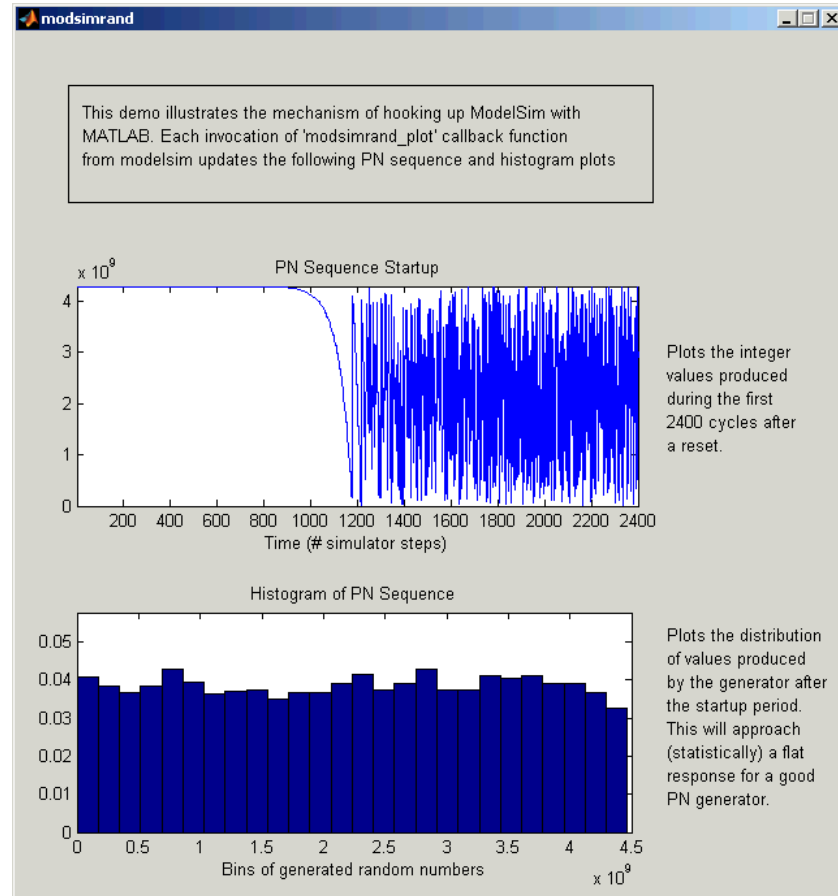 modsimrand
This demo illustrates the mechanism of hooking up ModelSim with
MATLAB. Each invocation of 'modsimrand_plot' callback function
from modelsim updates the following PN sequence and histogram plots
x 10^9
PN Sequence Startup
4
3
2
1
0
200 400 600 800 1000 1200 1400 1600 1800 2000 2200 2400
Time (# simulator steps)
Plots the integer
values produced
during the first
2400 cycles after
a reset.
Histogram of PN Sequence
0.05
0.04
0.03
0.02
0.01
0
0 0.5 1 1.5 2 2.5 3 3.5 4 4.5
Bins of generated random numbers
x 10^9
Plots the distribution
of values produced
by the generator after
the startup period.
This will approach
(statistically) a flat
response for a good
PN generator.